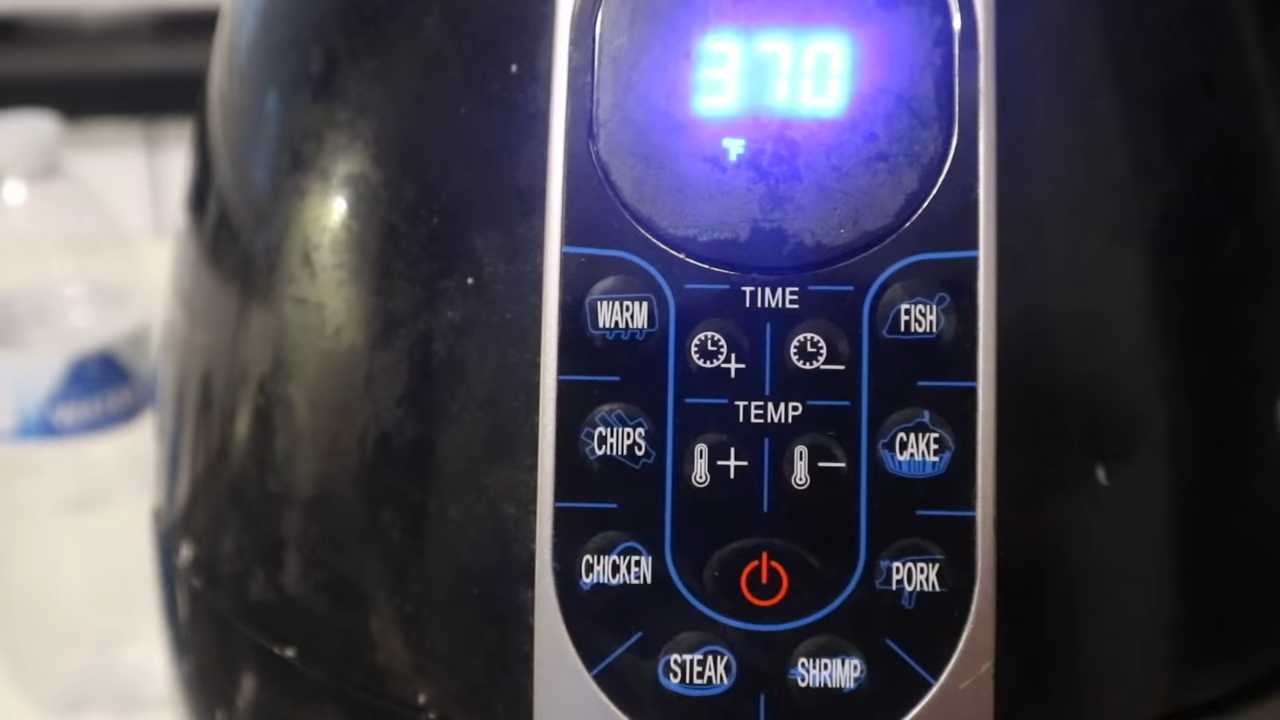 370
°F
TIME
WARM
FISH
TEMP
CHIPS
CAKE
CHICKEN
PORK
STEAK
SHRIMP